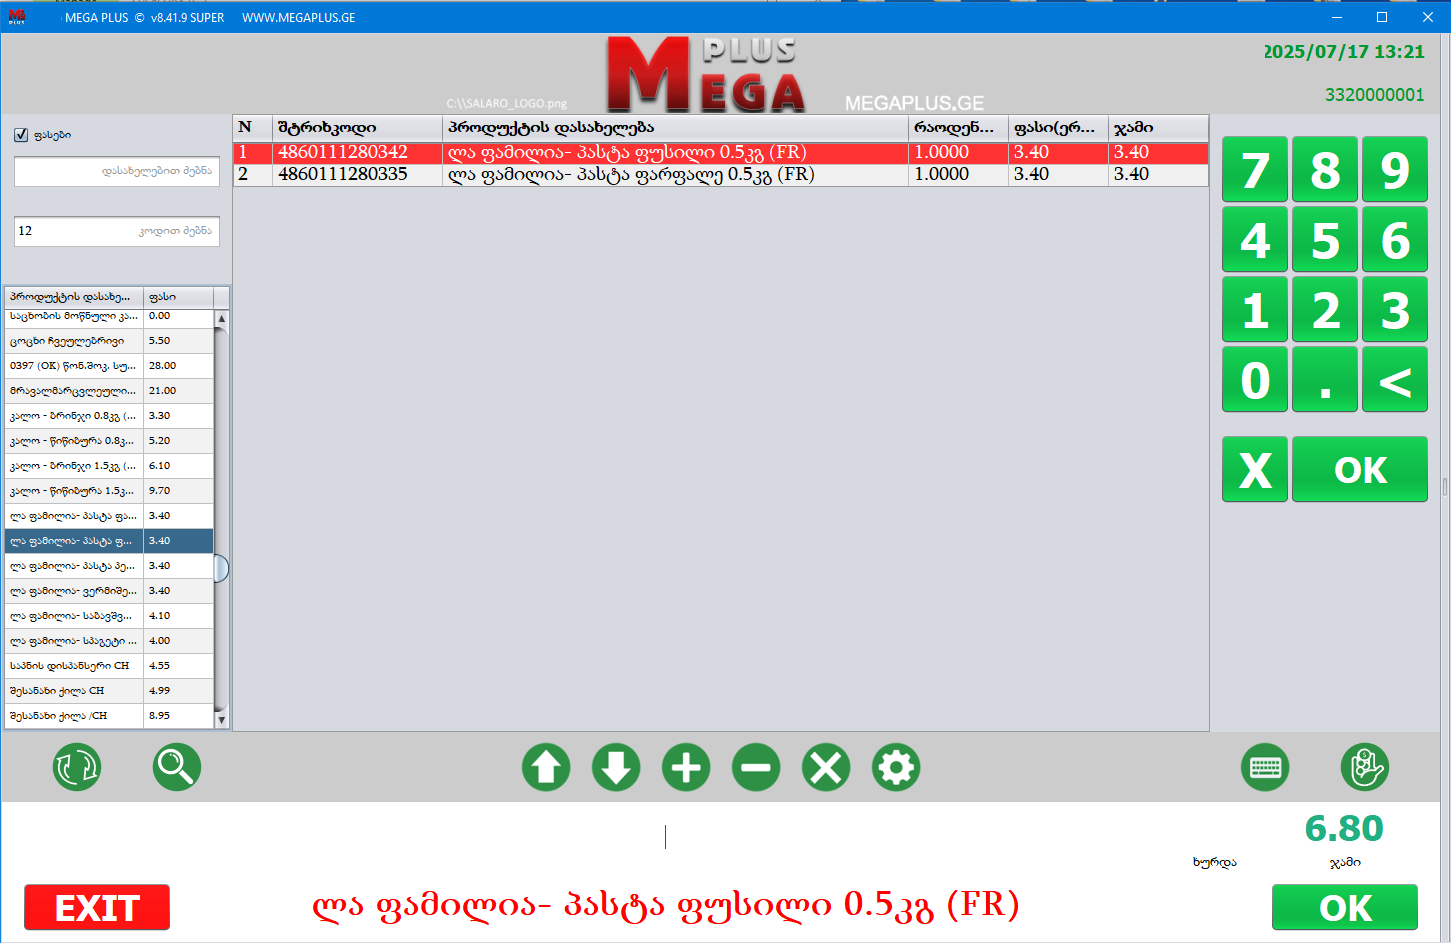 MEGA PLUS © v8.41.9 SUPER WWW.MEGAPLUS.GE
PLUS
MEGA
C:\\SALARO_LOGO.png
MEGAPLUS.GE
2025/07/17 13:21
3320000001
ფასები
დასახელებით ძებნა
12 კოდით ძებნა
N შტრიხკოდი პროდუქტის დასახელება რაოდენ... ფასი(ერ... ჯამი
1 4860111280342 ლა ფამილია- პასტა ფუსილი 0.5კგ (FR) 1.0000 3.40 3.40
2 4860111280335 ლა ფამილია- პასტა ფარფალე 0.5კგ (FR) 1.0000 3.40 3.40
პროდუქტის დასახე... ფასი
საცხობის მოწნული კა... 0.00
ცოცხი ჩვეულებრივი 5.50
0397 (OK) წონ.შოკ. სუ... 28.00
მრავალმარცვლეული... 21.00
კალო - ბრინჯი 0.8კგ (... 3.30
კალო - წიწიბურა 0.8კ... 5.20
კალო - ბრინჯი 1.5კგ (... 6.10
კალო - წიწიბურა 1.5კ... 9.70
ლა ფამილია- პასტა ფა... 3.40
ლა ფამილია- პასტა ფ... 3.40
ლა ფამილია- პასტა პე... 3.40
ლა ფამილია- ვერმიშე... 3.40
ლა ფამილია- საბავშვ... 4.10
ლა ფამილია- სპაგეტი ... 4.00
საპნის დისპანსერი CH 4.55
შესანახი ქილა CH 4.99
შესანახი ქილა /CH 8.95
7 8 9
4 5 6
1 2 3
0 . <
X OK
6.80
ხურდა ჯამი
EXIT ლა ფამილია- პასტა ფუსილი 0.5კგ (FR) OK